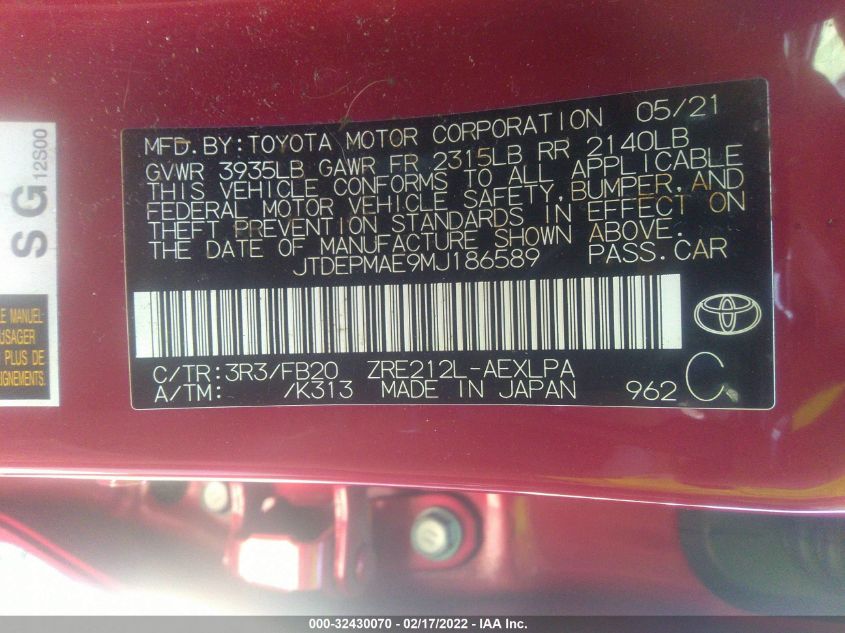 MFD.BY:TOYOTA MOTOR CORPORATION 05/21
GVWR 3935LB GAWR FR 2315LB RR 2140LB
THIS VEHICLE CONFORMS TO ALL APPLICABLE
FEDERAL MOTOR VEHICLE SAFETY,BUMPER,AND
THEFT PREVENTION STANDARDS IN EFFECT ON
THE DATE OF MANUFACTURE SHOWN ABOVE.
JTDEPMAE9MJ186589 PASS.CAR
C/TR:3R3/FB20 ZRE212L-AEXLPA
A/TM: /K313 MADE IN JAPAN 962 C
SG
12S00
LE MANUEL
USAGER
PLUS DE
IGNEMENTS.
000-32430070 - 02/17/2022 - IAA Inc.